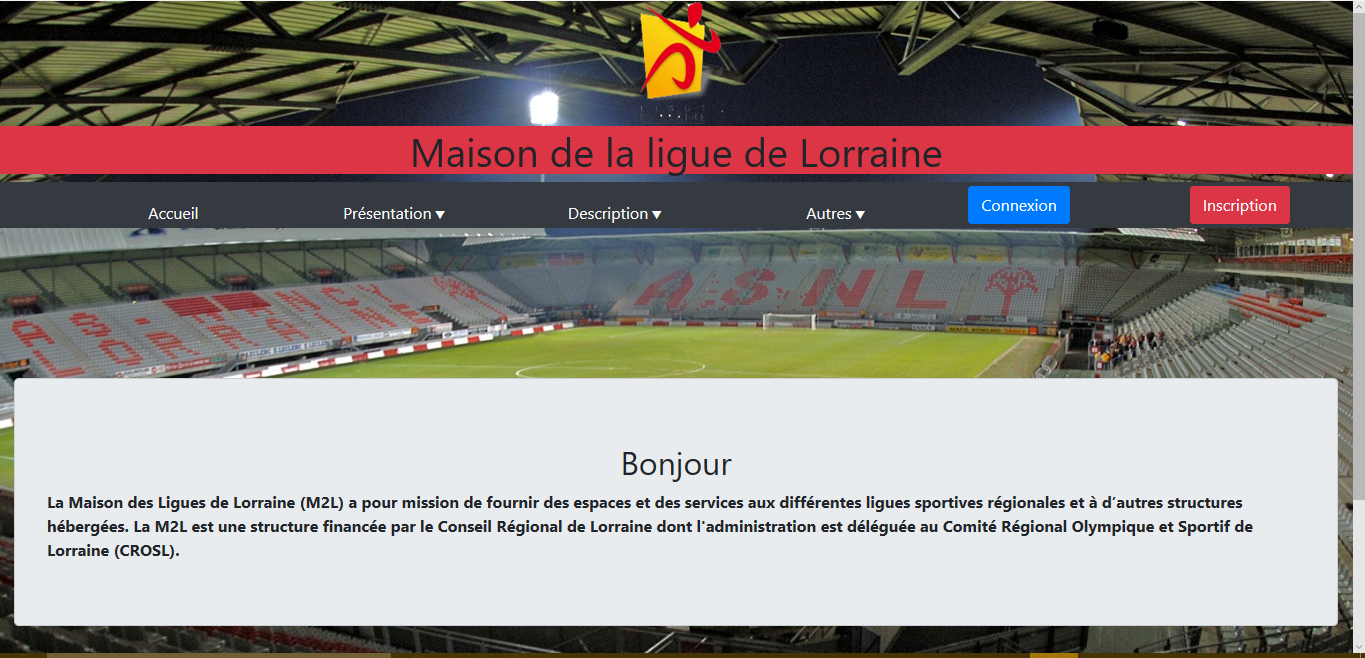 Maison de la ligue de Lorraine
Accueil
Présentation ▼
Description ▼
Autres ▼
Connexion
Inscription
ASNL
Bonjour
La Maison des Ligues de Lorraine (M2L) a pour mission de fournir des espaces et des services aux différentes ligues sportives régionales et à d’autres structures
hébergées. La M2L est une structure financée par le Conseil Régional de Lorraine dont l'administration est déléguée au Comité Régional Olympique et Sportif de
Lorraine (CROSL).